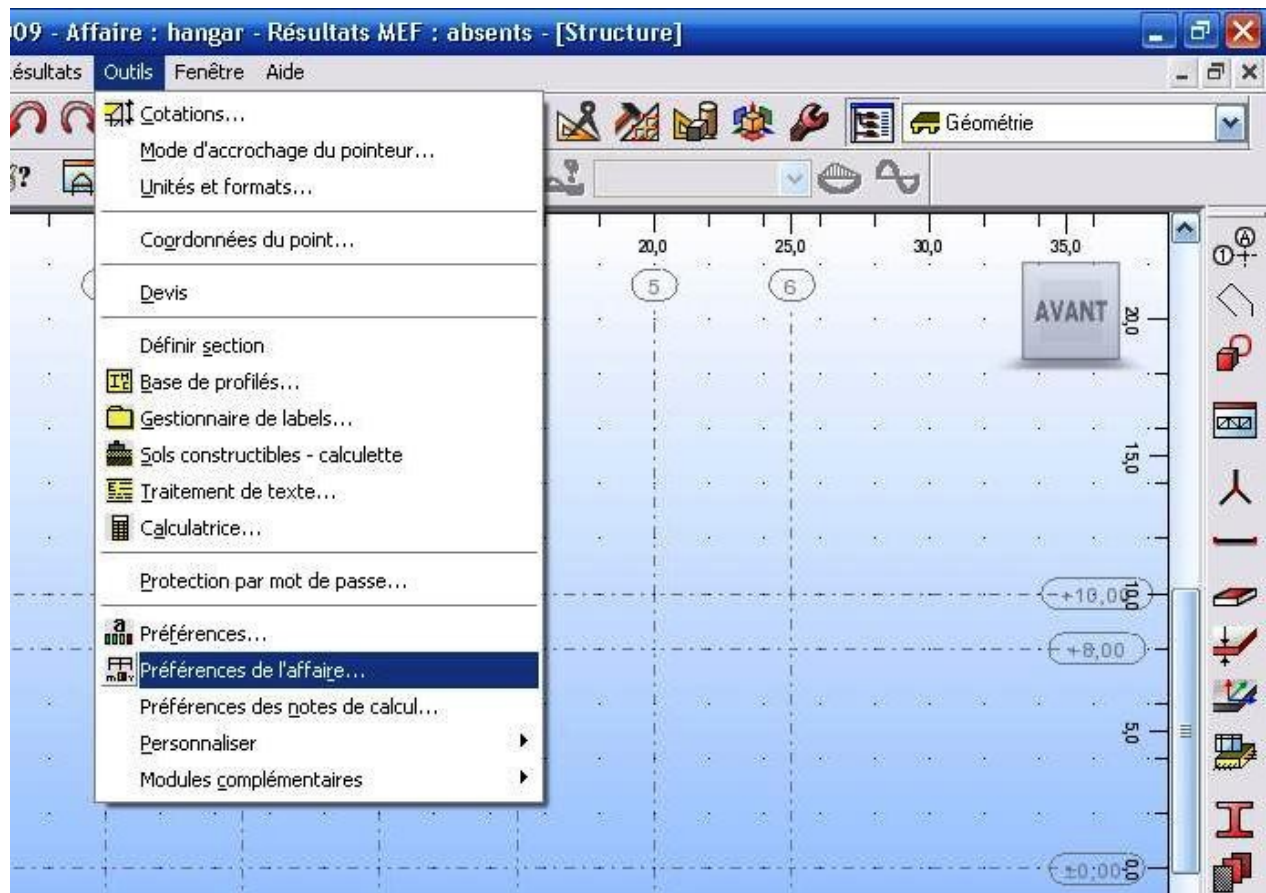 09 - Affaire : hangar - Résultats MEF : absents - [Structure]
ésultats Outils Fenêtre Aide
Cotations...
Géométrie
Mode d'accrochage du pointeur...
?
Unités et formats...
Coordonnées du point...
20,0 25,0 30,0 35,0
5 6
AVANT
20,0
Devis
Définir section
Base de profilés...
Gestionnaire de labels...
Sols constructibles - calculette
15,0
Traitement de texte...
Calculatrice...
Protection par mot de passe...
+10,00
10,0
Préférences...
+8,00
Préférences de l'affaire...
Préférences des notes de calcul...
5,0
Personnaliser
Modules complémentaires
±0,00
0,0